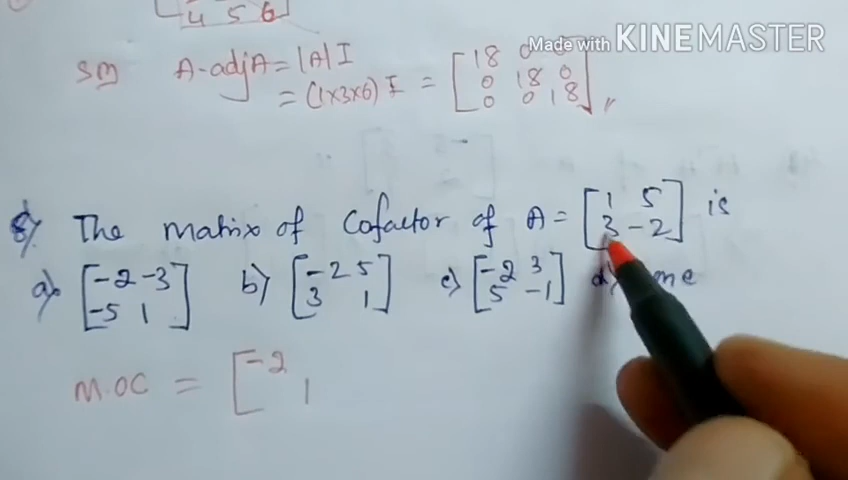 4 5 6
Made with KINEMASTER
Sol A·adjA = |A| I = [18 0 0
= (1×3×6) I 0 18 0
0 0 18]
8) The matrix of Cofactor of A = [1 5
3 -2] is
a) [-2 -3 b) [-2 5 c) [-2 3 d)
-5 1] 3 1] 5 -1]
M.OC = [-2
1